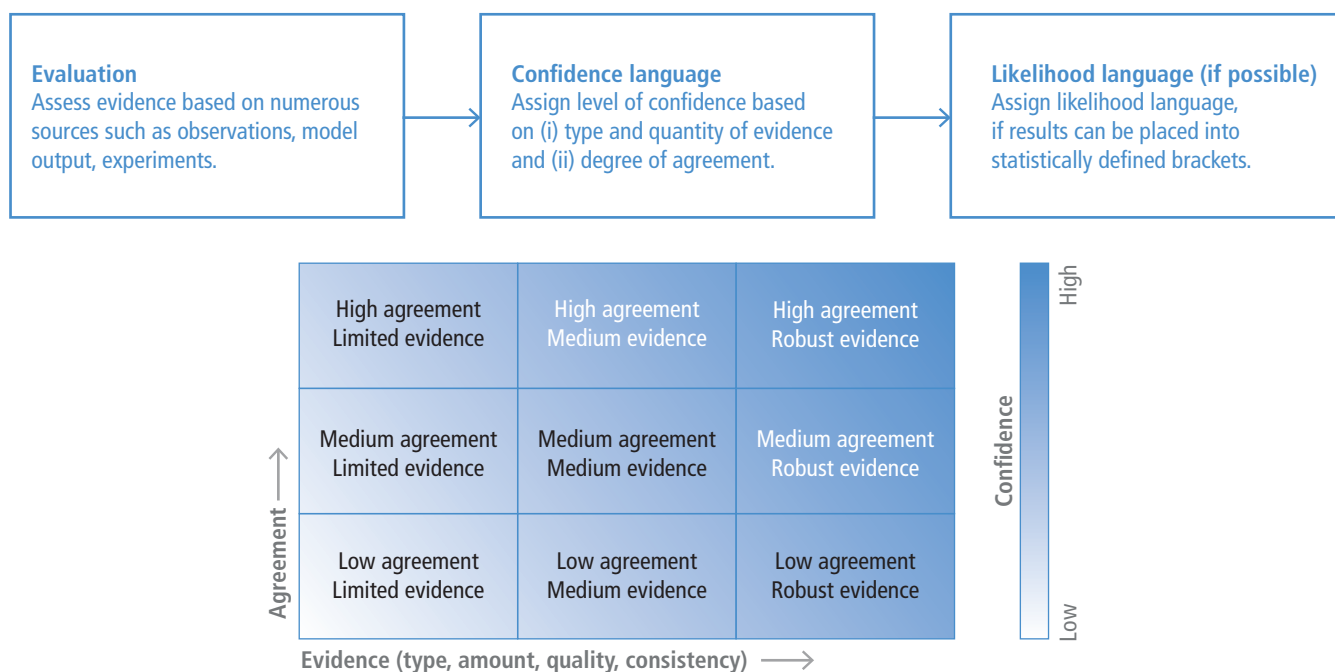 Evaluation
Assess evidence based on numerous
sources such as observations, model
output, experiments.
Confidence language
Assign level of confidence based
on (i) type and quantity of evidence
and (ii) degree of agreement.
Likelihood language (if possible)
Assign likelihood language,
if results can be placed into
statistically defined brackets.
High agreement
Limited evidence
High agreement
Medium evidence
High agreement
Robust evidence
Medium agreement
Limited evidence
Medium agreement
Medium evidence
Medium agreement
Robust evidence
Low agreement
Limited evidence
Low agreement
Medium evidence
Low agreement
Robust evidence
Agreement
Evidence (type, amount, quality, consistency)
Confidence
High
Low